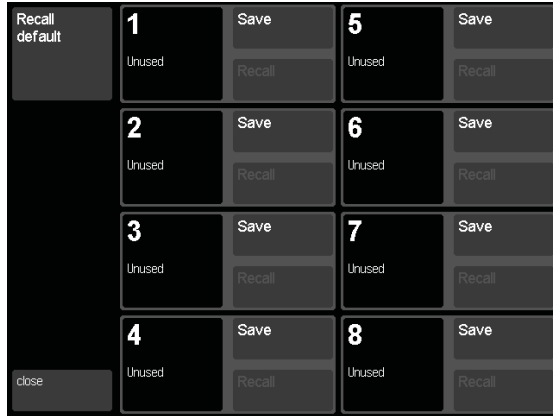 Recall
default
1
Save
Unused
Recall
5
Save
Unused
Recall
2
Save
Unused
Recall
6
Save
Unused
Recall
3
Save
Unused
Recall
7
Save
Unused
Recall
4
Save
Unused
Recall
8
Save
Unused
Recall
close